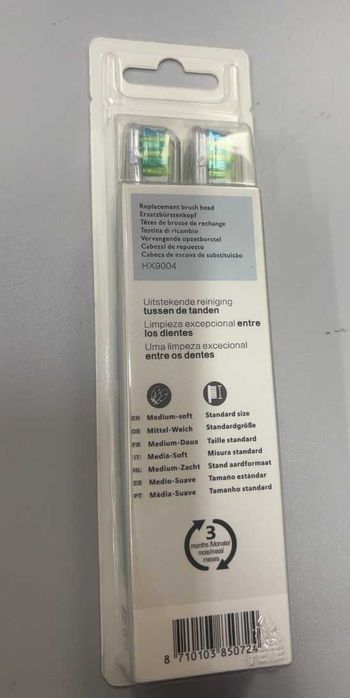 Replacement brush head
Ersatzbürstenkopf
Têtes de brosse de rechange
Testina di ricambio
Vervangende opzetborstel
Cabezal de repuesto
Cabeça de escova de substituição
HX9004
Uitstekende reiniging
tussen de tanden
Limpieza excepcional entre
los dientes
Uma limpeza excecional
entre os dentes
EN Medium-soft Standard size
DE Mittel-Weich Standardgröße
FR Medium-Doux Taille standard
IT Media-Soft Misura standard
NL Medium-Zacht Stand aardformaat
ES Medio-Suave Tamano estándar
PT Média-Suave Tamanho standard
3
months/Monate/
mois/mesi/
meses
8 710103 850724